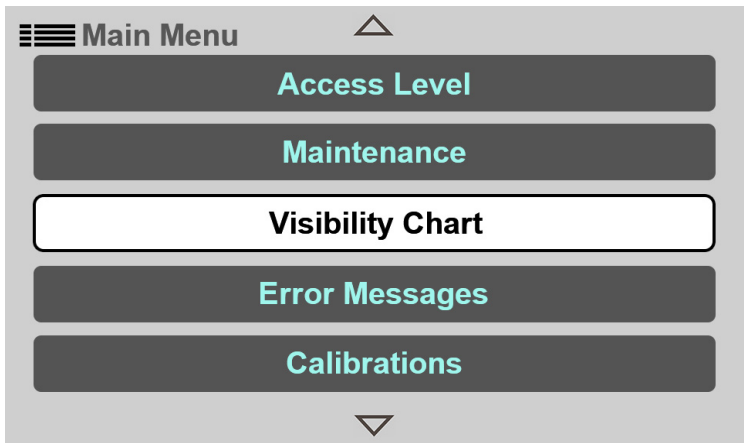 Main Menu
Access Level
Maintenance
Visibility Chart
Error Messages
Calibrations